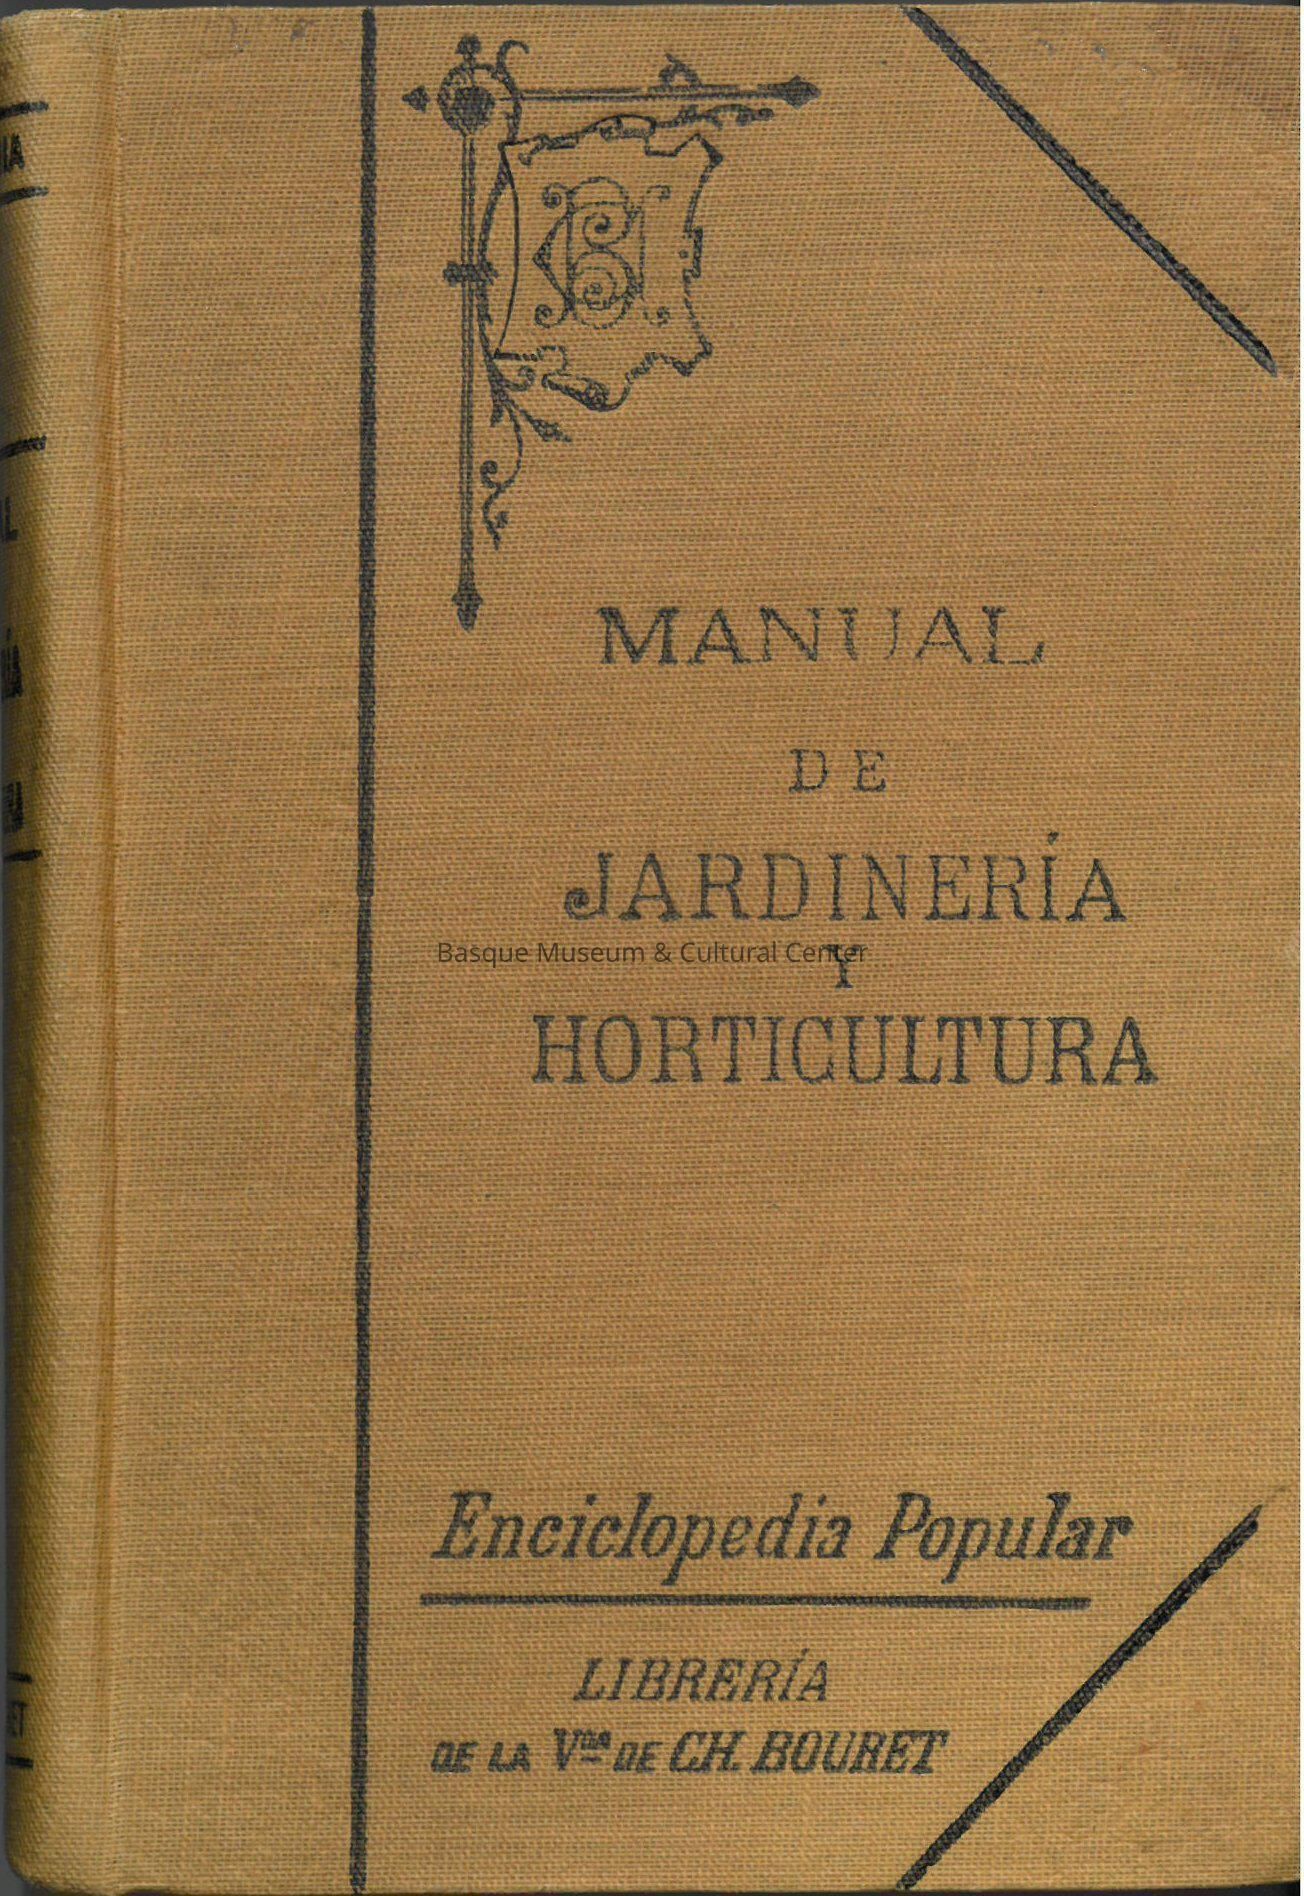 MANUAL
DE
JARDINERÍA
Basque Museum & Cultural Center
Y
HORTICULTURA
Enciclopedia Popular
LIBRERÍA
DE LA Vda DE CH. BOURET